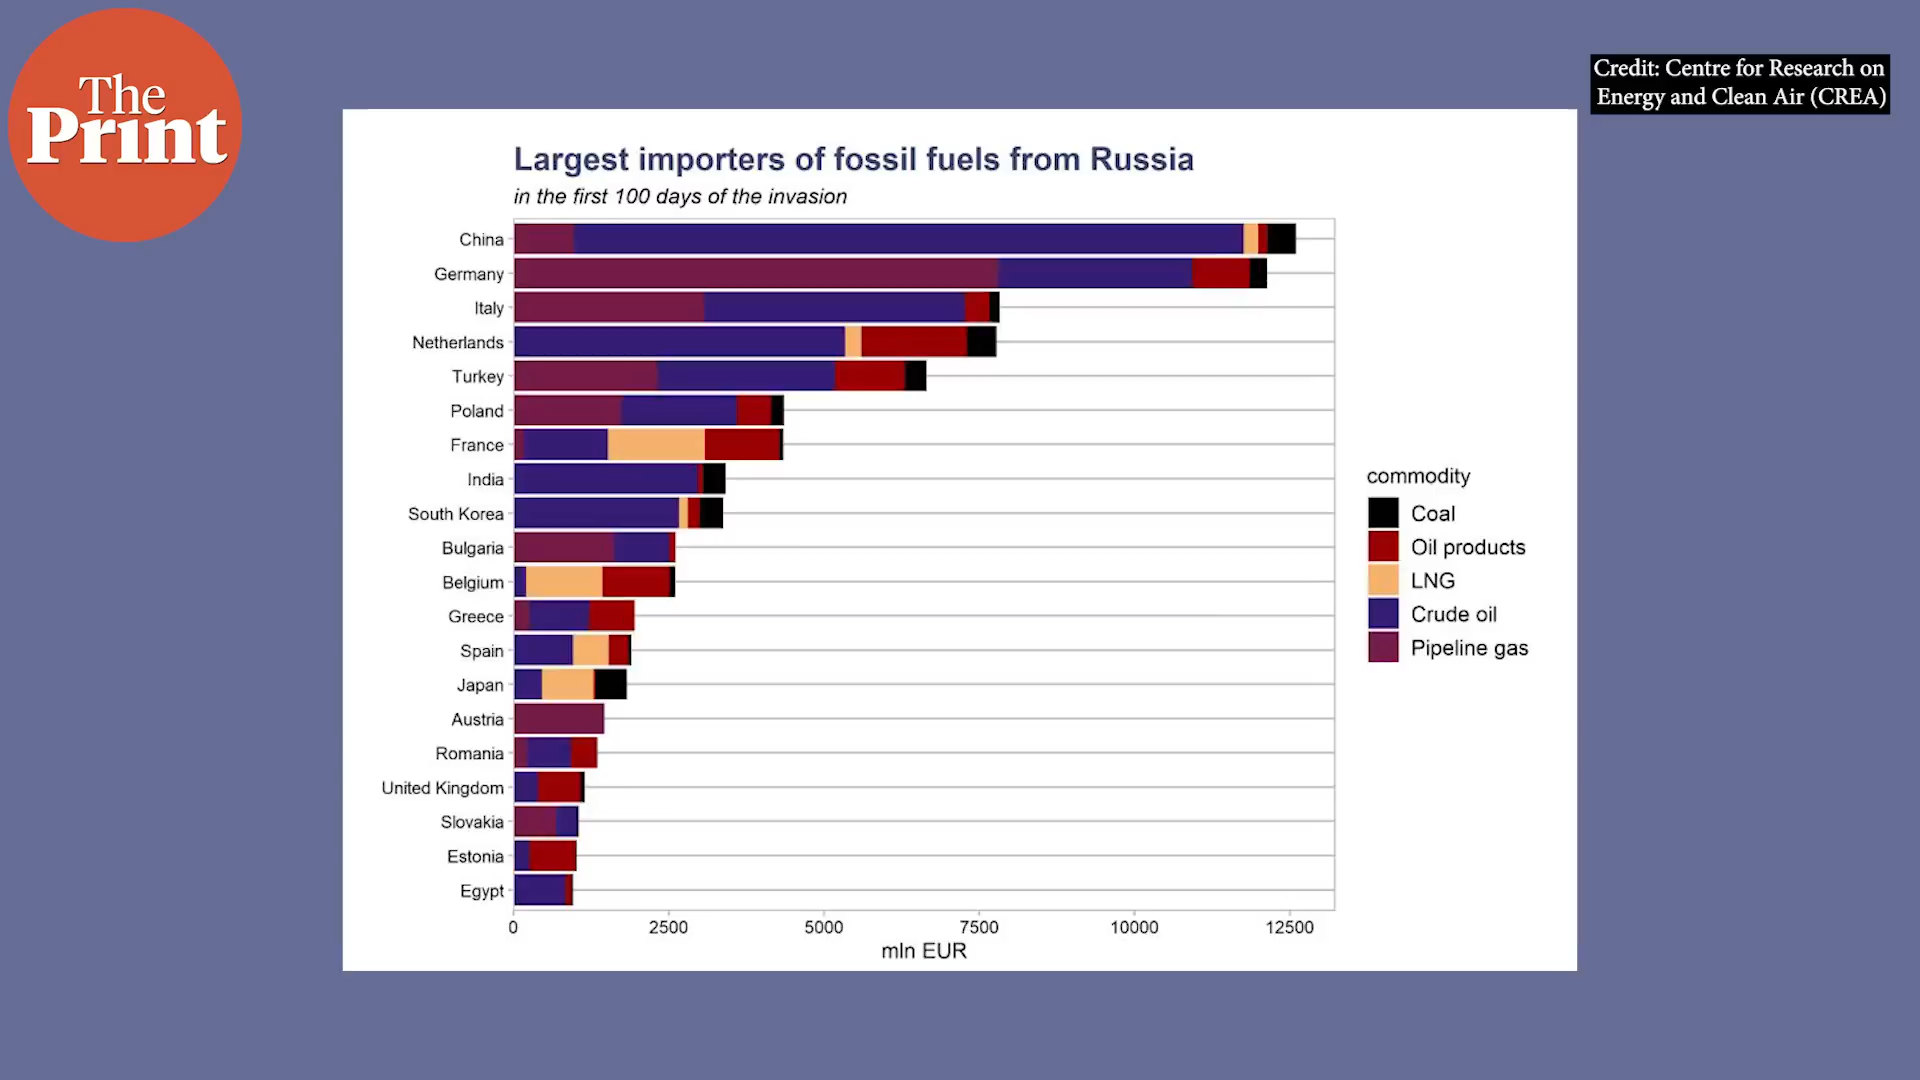 The
Print
Credit: Centre for Research on
Energy and Clean Air (CREA)
Largest importers of fossil fuels from Russia
in the first 100 days of the invasion
China
Germany
Italy
Netherlands
Turkey
Poland
France
India
South Korea
Bulgaria
Belgium
Greece
Spain
Japan
Austria
Romania
United Kingdom
Slovakia
Estonia
Egypt
0 2500 5000 7500 10000 12500
mln EUR
commodity
Coal
Oil products
LNG
Crude oil
Pipeline gas